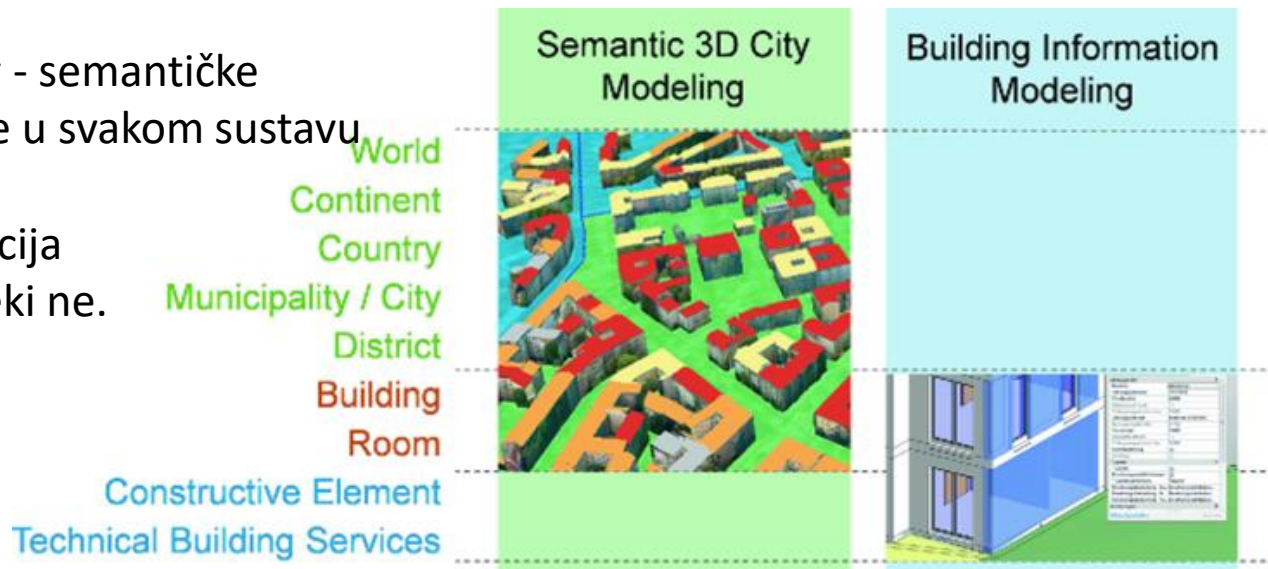 - semantičke
e u svakom sustavu
cija
eki ne.
Semantic 3D City
Modeling
Building Information
Modeling
World
Continent
Country
Municipality / City
District
Building
Room
Constructive Element
Technical Building Services